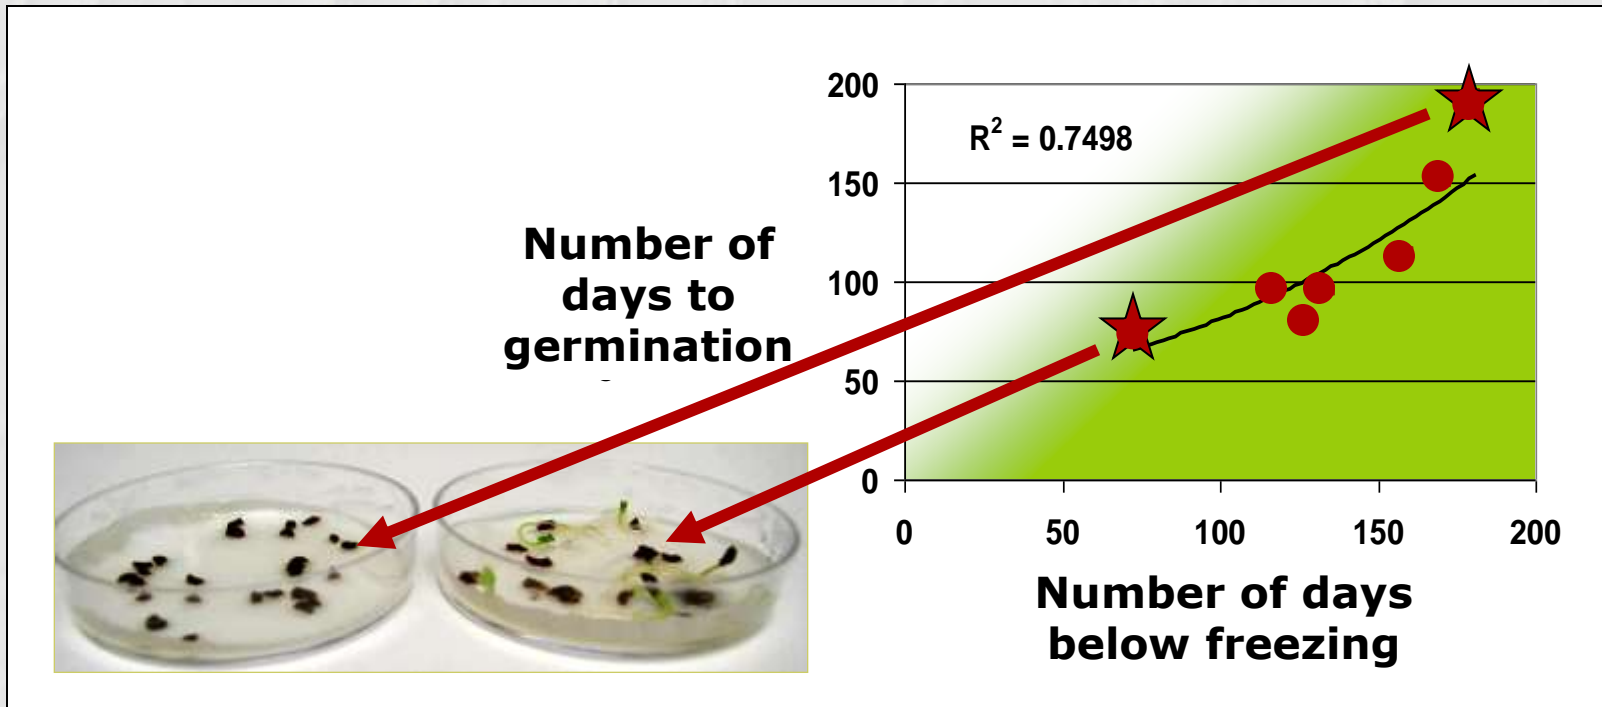 Number of
days to
germination
200
150
100
50
0
R² = 0.7498
0 50 100 150 200
Number of days
below freezing